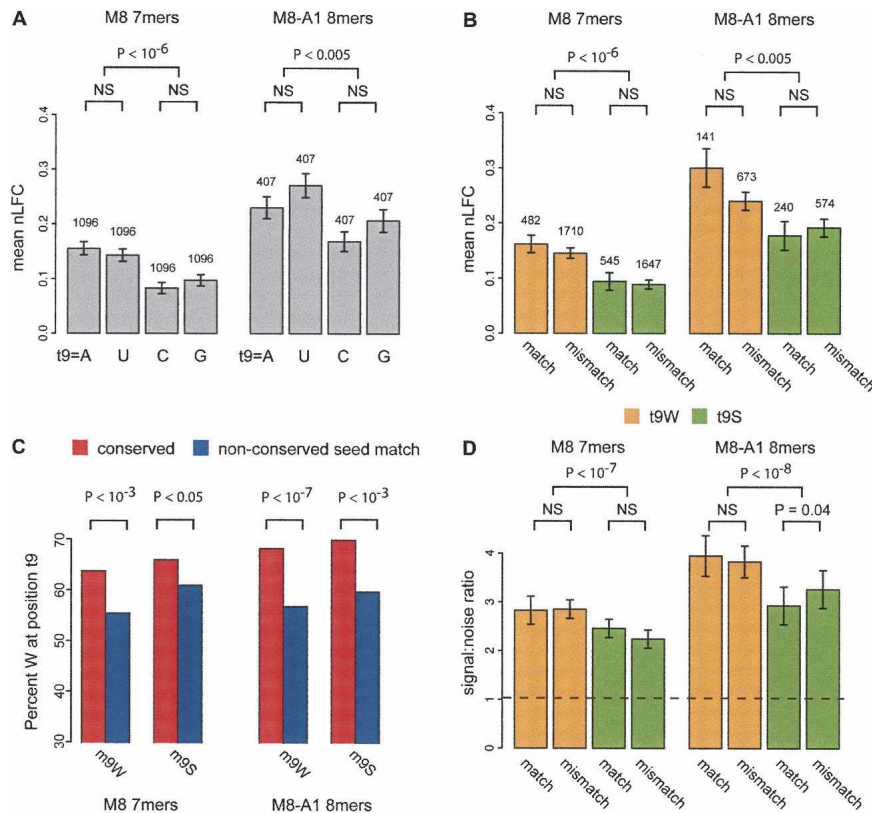 A
M8 7mers
M8-A1 8mers
P < 10-6
P < 0.005
NS
NS
NS
NS
mean nLFC
0.4
0.3
0.2
0.1
0.0
1096
1096
1096
1096
407
407
407
407
t9=A
U
C
G
t9=A
U
C
G
B
M8 7mers
M8-A1 8mers
P < 10-6
P < 0.005
NS
NS
NS
NS
mean nLFC
0.4
0.3
0.2
0.1
0.0
482
1710
545
1647
141
673
240
574
match
mismatch
match
mismatch
match
mismatch
match
mismatch
t9W
t9S
C
conserved
non-conserved seed match
P < 10-3
P < 0.05
P < 10-7
P < 10-3
Percent W at position t9
70
60
50
40
30
m9W
m9S
m9W
m9S
M8 7mers
M8-A1 8mers
D
M8 7mers
M8-A1 8mers
P < 10-7
P < 10-8
NS
NS
NS
P = 0.04
signal:noise ratio
4
3
2
1
0
match
mismatch
match
mismatch
match
mismatch
match
mismatch